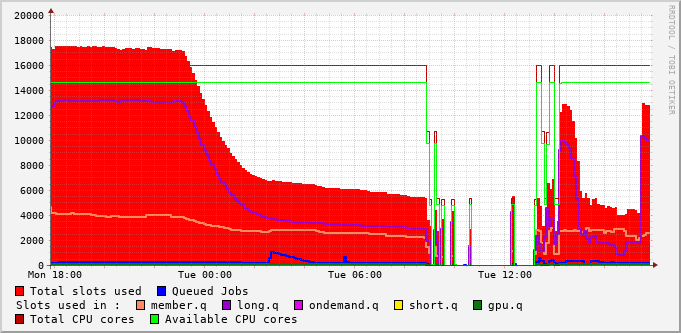 RRDTOOL / TOBI OETIKER
20000
18000
16000
14000
12000
10000
8000
6000
4000
2000
0
Mon 18:00 Tue 00:00 Tue 06:00 Tue 12:00
Total slots used Queued Jobs
Slots used in : member.q long.q ondemand.q short.q gpu.q
Total CPU cores Available CPU cores